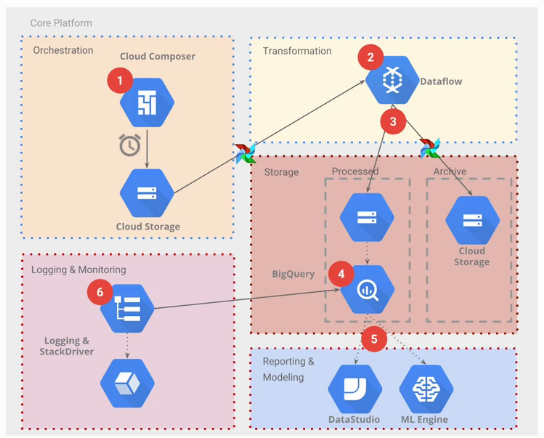 Core Platform
Orchestration
Cloud Composer
1
Cloud Storage
Transformation
2
Dataflow
3
Storage
Processed
Archive
Cloud
Storage
BigQuery
4
Logging & Monitoring
6
Logging &
StackDriver
5
Reporting &
Modeling
DataStudio
ML Engine